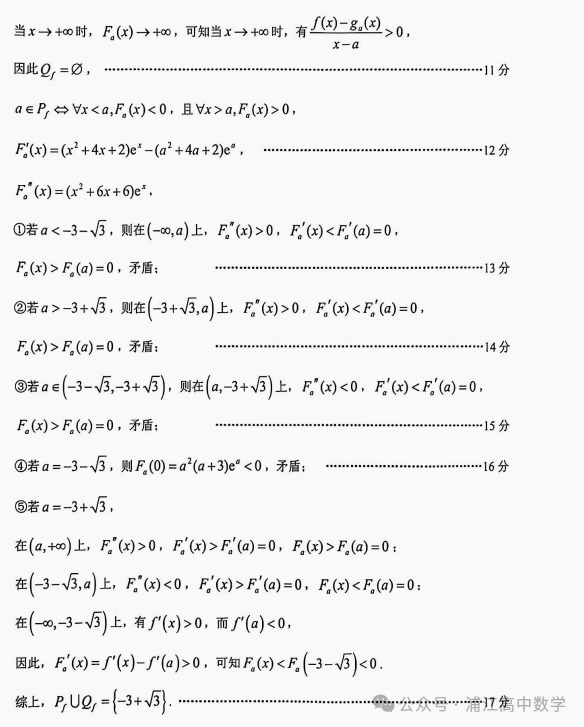 当 x → +∞ 时，F_a(x) → +∞，可知当 x → +∞ 时，有 \frac{f(x)-g_a(x)}{x-a} > 0，
因此 Q_f = ∅， ………………11 分
a ∈ P_f ⇔ ∀x < a, F_a(x) < 0，且 ∀x > a, F_a(x) > 0，
F_a'(x) = (x² + 4x + 2)e^x − (a² + 4a + 2)e^a， ………………12 分
F_a''(x) = (x² + 6x + 6)e^x，
①若 a < −3−√3，则在 (−∞, a) 上，F_a''(x) > 0，F_a'(x) < F_a'(a) = 0，
F_a(x) > F_a(a) = 0，矛盾； ………………13 分
②若 a > −3+√3，则在 (−3+√3, a) 上，F_a''(x) > 0，F_a'(x) < F_a'(a) = 0，
F_a(x) > F_a(a) = 0，矛盾； ………………14 分
③若 a ∈ (−3−√3, −3+√3)，则在 (a, −3+√3) 上，F_a''(x) < 0，F_a'(x) < F_a'(a) = 0，
F_a(x) > F_a(a) = 0，矛盾； ………………15 分
④若 a = −3−√3，则 F_a(0) = a²(a+3)e^a < 0，矛盾； ………………16 分
⑤若 a = −3+√3，
在 (a, +∞) 上，F_a''(x) > 0，F_a'(x) > F_a'(a) = 0，F_a(x) > F_a(a) = 0；
在 (−3−√3, a) 上，F_a''(x) < 0，F_a'(x) > F_a'(a) = 0，F_a(x) < F_a(a) = 0；
在 (−∞, −3−√3) 上，有 f'(x) > 0，而 f'(a) < 0，
因此，F_a'(x) = f'(x) − f'(a) > 0，可知 F_a(x) < F_a(−3−√3) < 0．
综上，P_f ∪ Q_f = {−3+√3}． ………………17 分
公众号 · 浦江高中数学